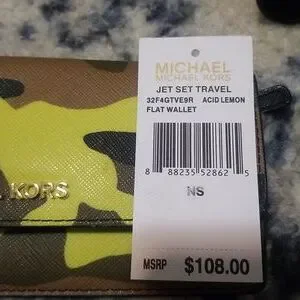 MICHAEL
MICHAEL KORS
JET SET TRAVEL
32F4GTVE9R ACID LEMON
FLAT WALLET
8 88235 52862 5
NS
MSRP $108.00
L KORS